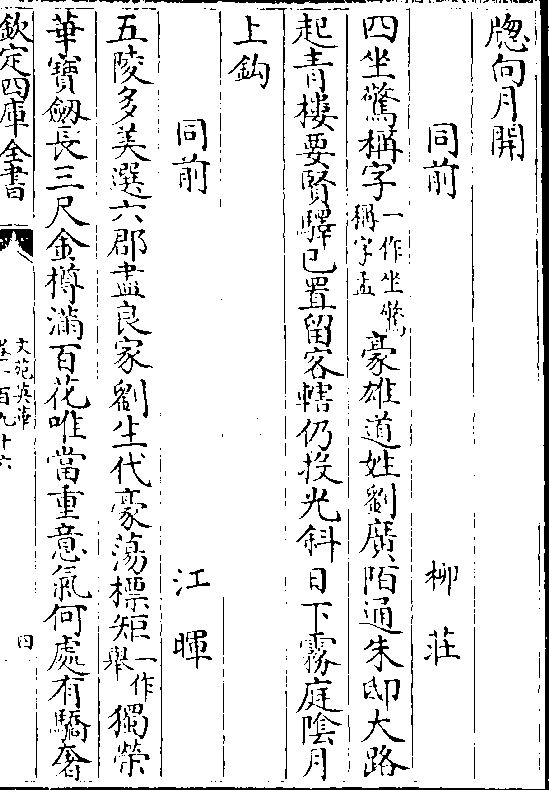 牕向月開
同前　柳莊
四坐驚稱字一作坐驚稱字孟豪雄道姓劉廣陌通朱邸大路
起青樓要賢驛已置留客轄仍投光斜日下霧庭陰月
上鈎
同前　江暉
五陵多美選六郡盡良家劉生代豪蕩標矩一作舉獨榮
華寶劒長三尺金樽滿百花唯當重意氣何處有驕奢
欽定四庫全書
文苑英華
卷一百九十六
四